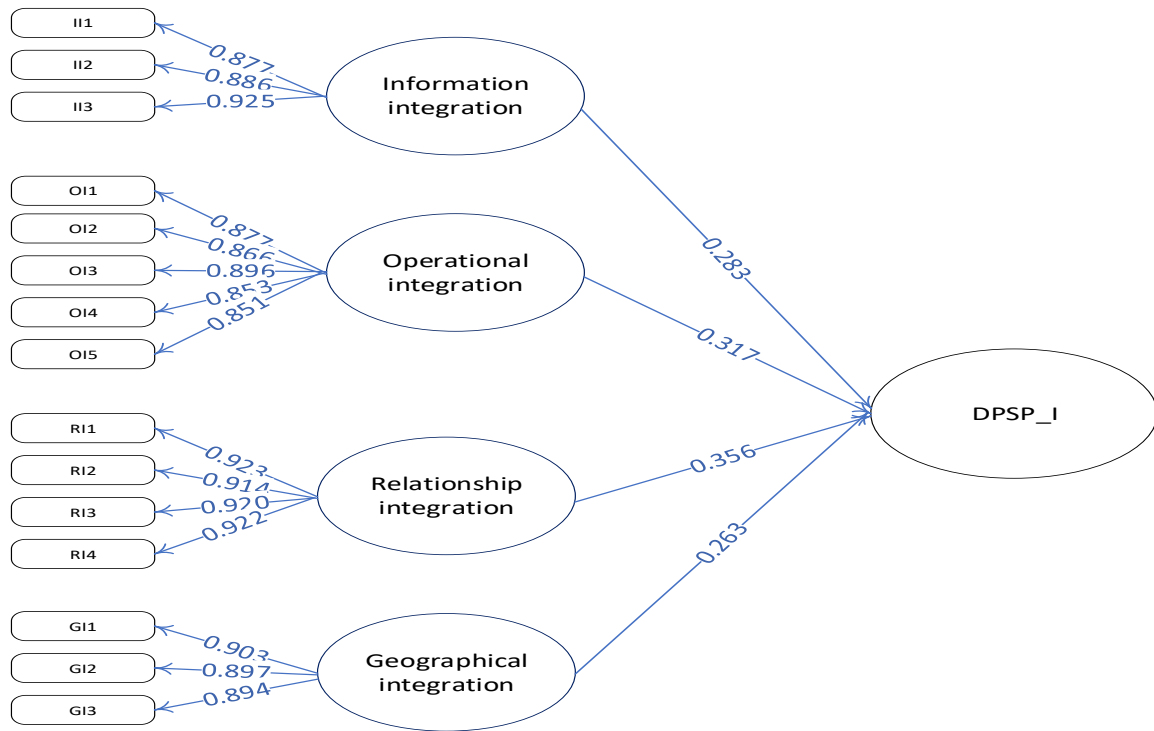 II1
II2
II3
0.877
0.886
0.925
Information
integration
OI1
OI2
OI3
OI4
OI5
0.877
0.866
0.896
0.853
0.851
Operational
integration
RI1
RI2
RI3
RI4
0.923
0.914
0.920
0.922
Relationship
integration
GI1
GI2
GI3
0.903
0.897
0.894
Geographical
integration
0.283
0.317
0.356
0.263
DPSP_I